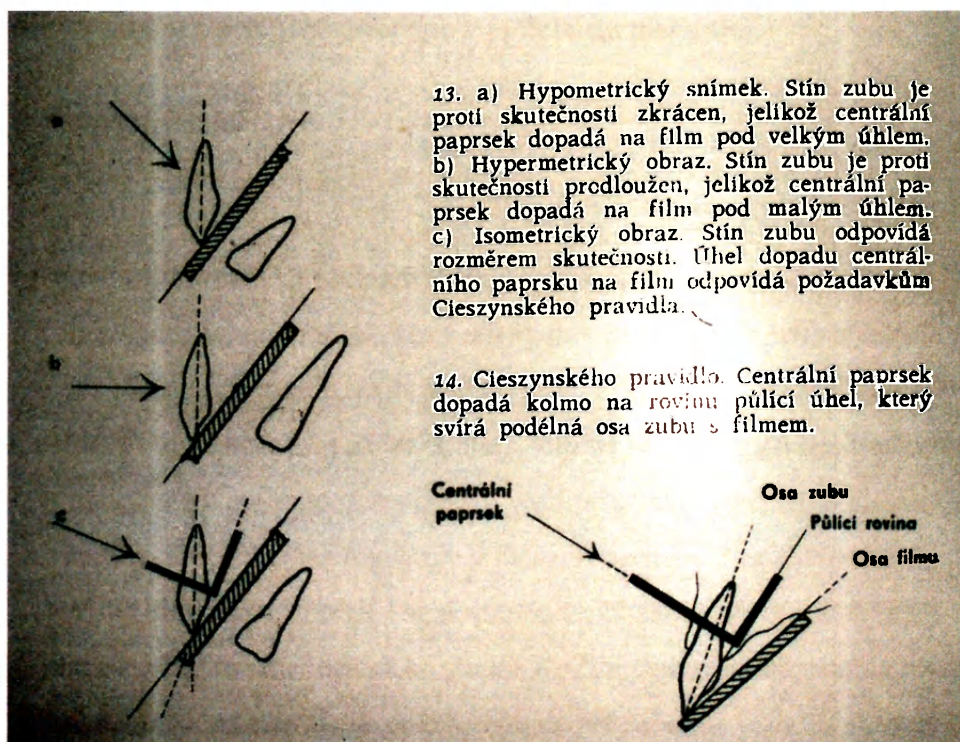 a
13. a) Hypometrický snímek. Stín zubu je
proti skutečnosti zkrácen, jelikož centrální
paprsek dopadá na film pod velkým úhlem.
b) Hypermetrický obraz. Stín zubu je proti
skutečnosti prodloužen, jelikož centrální pa-
prsek dopadá na film pod malým úhlem.
c) Isometrický obraz. Stín zubu odpovídá
rozměrem skutečnosti. Úhel dopadu centrál-
ního paprsku na film odpovídá požadavkům
Cieszynského pravidla.
b
14. Cieszynského pravidlo. Centrální paprsek
dopadá kolmo na rovinu půlící úhel, který
svírá podélná osa zubu s filmem.
c
Centrální
paprsek
Osa zubu
Půlící rovina
Osa filmu